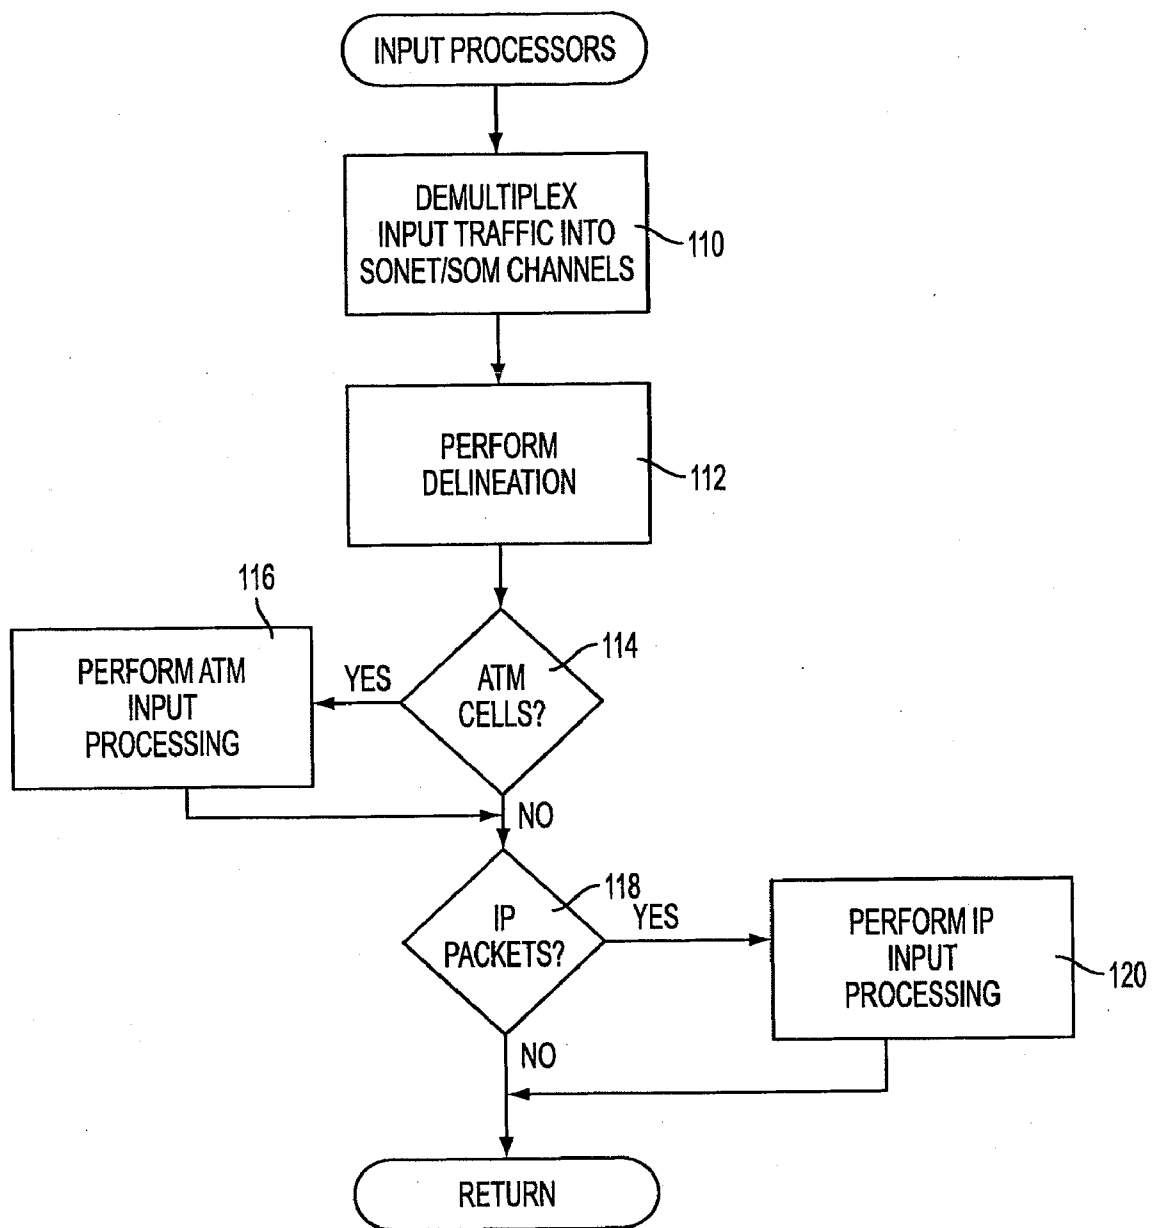 INPUT PROCESSORS
DEMULTIPLEX
INPUT TRAFFIC INTO
SONET/SOM CHANNELS
110
PERFORM
DELINEATION
112
116
PERFORM ATM
INPUT
PROCESSING
YES
ATM
CELLS?
114
NO
IP
PACKETS?
118
YES
PERFORM IP
INPUT
PROCESSING
120
NO
RETURN